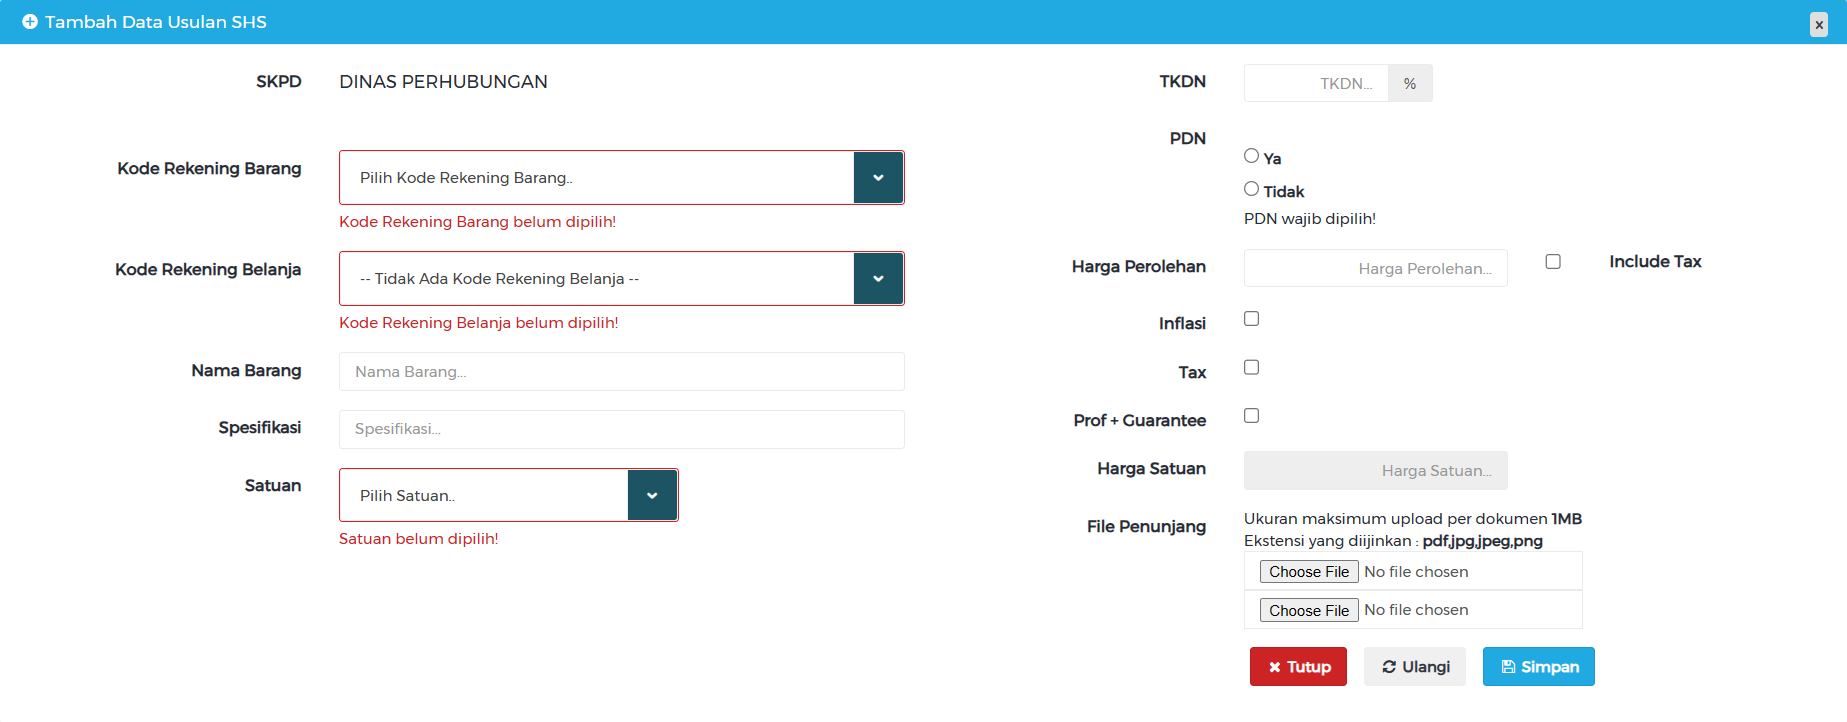 Tambah Data Usulan SHS
x
SKPD
DINAS PERHUBUNGAN
Kode Rekening Barang
Pilih Kode Rekening Barang..
Kode Rekening Barang belum dipilih!
Kode Rekening Belanja
-- Tidak Ada Kode Rekening Belanja --
Kode Rekening Belanja belum dipilih!
Nama Barang
Nama Barang...
Spesifikasi
Spesifikasi...
Satuan
Pilih Satuan..
Satuan belum dipilih!
TKDN
TKDN... %
PDN
Ya
Tidak
PDN wajib dipilih!
Harga Perolehan
Harga Perolehan...
Include Tax
Inflasi
Tax
Prof + Guarantee
Harga Satuan
Harga Satuan...
File Penunjang
Ukuran maksimum upload per dokumen 1MB
Ekstensi yang diijinkan : pdf,jpg,jpeg,png
Choose File No file chosen
Choose File No file chosen
Tutup
Ulangi
Simpan